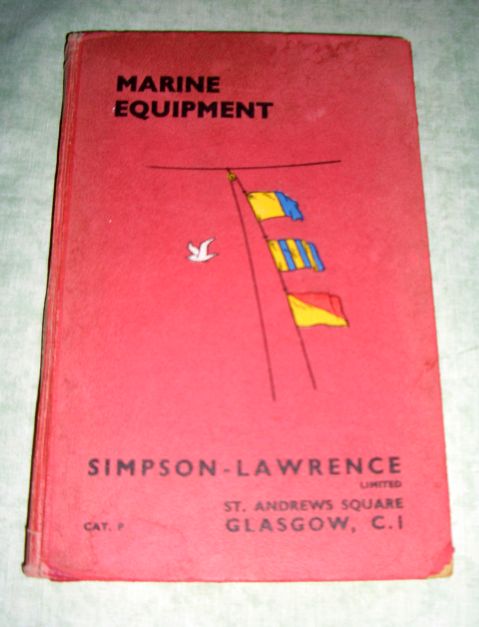 MARINE
EQUIPMENT
SIMPSON-LAWRENCE
LIMITED
ST. ANDREWS SQUARE
CAT. P GLASGOW, C.1